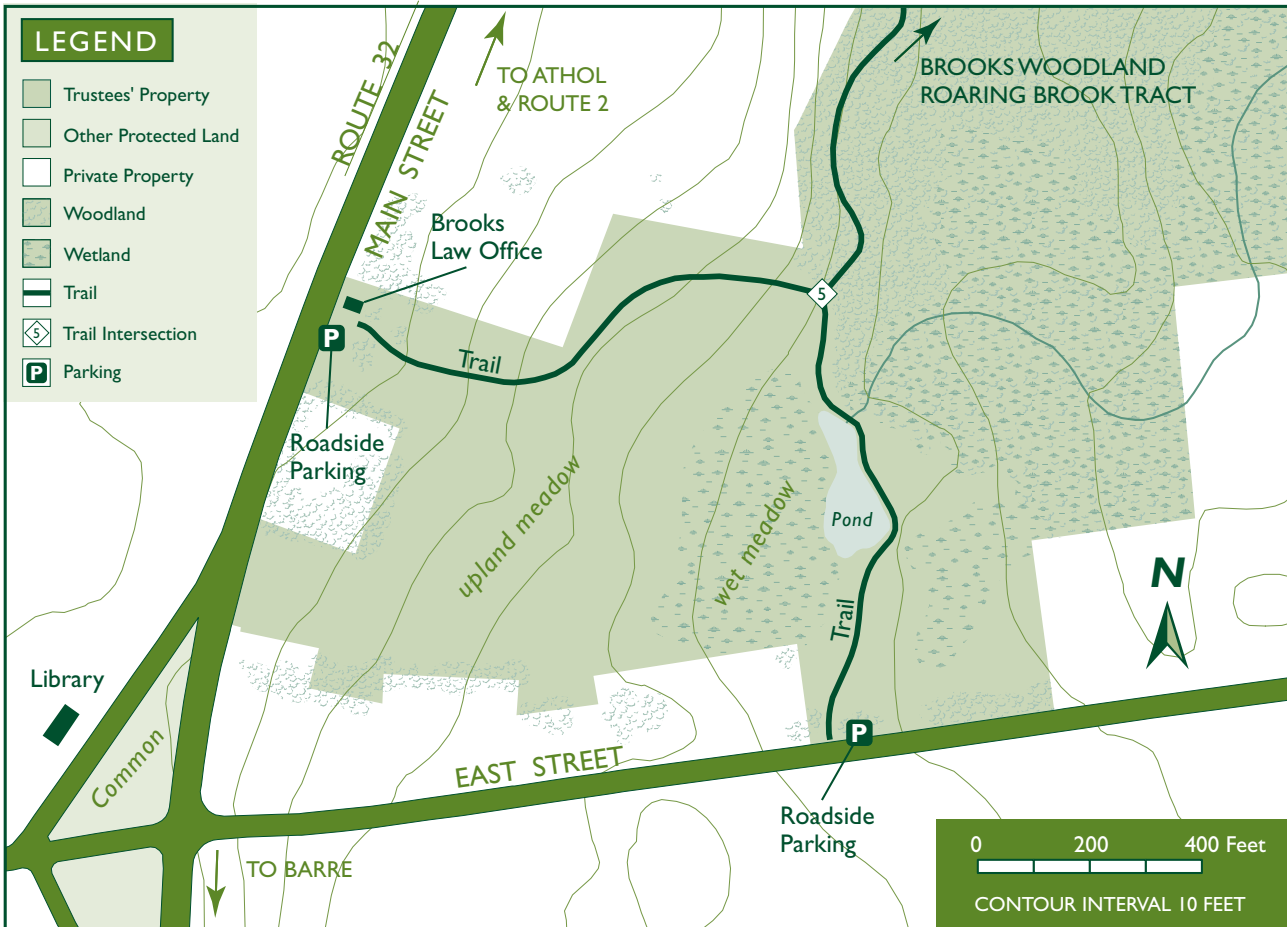 LEGEND
Trustees' Property
Other Protected Land
Private Property
Woodland
Wetland
Trail
5
Trail Intersection
P
Parking
ROUTE 32
MAIN STREET
TO ATHOL
& ROUTE 2
BROOKS WOODLAND
ROARING BROOK TRACT
Brooks
Law Office
5
P
Trail
Roadside
Parking
upland meadow
wet meadow
Pond
N
Trail
Library
Common
P
EAST STREET
Roadside
Parking
TO BARRE
0 200 400 Feet
CONTOUR INTERVAL 10 FEET